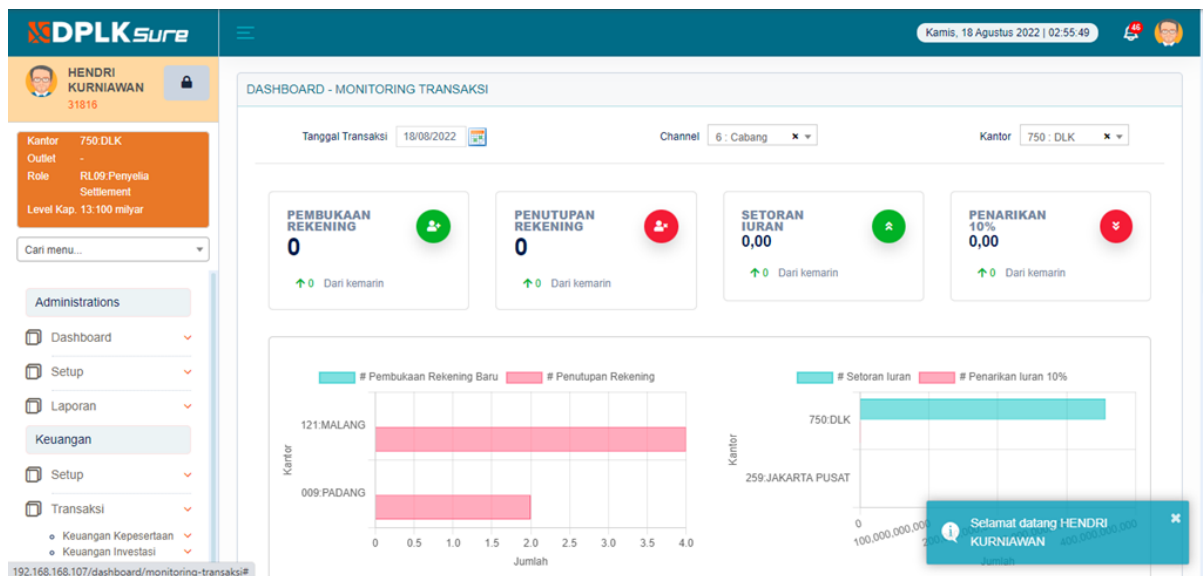 DPLKSure
Kamis, 18 Agustus 2022 | 02:55:49
46
HENDRI
KURNIAWAN
31816
Kantor 750:DLK
Outlet -
Role RL09:Penyelia
Settlement
Level Kap. 13:100 milyar
Cari menu...
Administrations
Dashboard
Setup
Laporan
Keuangan
Setup
Transaksi
Keuangan Kepesertaan
Keuangan Investasi
192.168.168.107/dashboard/monitoring-transaksi#
DASHBOARD - MONITORING TRANSAKSI
Tanggal Transaksi 18/08/2022
Channel 6 : Cabang
Kantor 750 : DLK
PEMBUKAAN
REKENING
0
0 Dari kemarin
PENUTUPAN
REKENING
0
0 Dari kemarin
SETORAN
IURAN
0,00
0 Dari kemarin
PENARIKAN
10%
0,00
0 Dari kemarin
# Pembukaan Rekening Baru # Penutupan Rekening
Kantor
121:MALANG
009:PADANG
0 0.5 1.0 1.5 2.0 2.5 3.0 3.5 4.0
Jumlah
# Setoran Iuran # Penarikan Iuran 10%
Kantor
750:DLK
259:JAKARTA PUSAT
0
100,000,000,000
400,000,000,000
Jumlah
Selamat datang HENDRI
KURNIAWAN